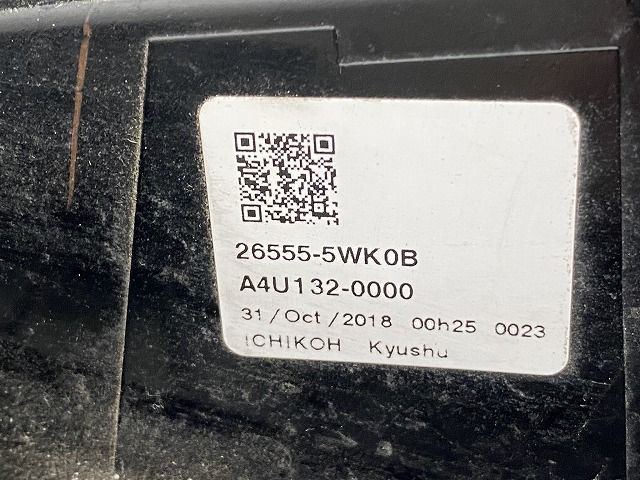 26555-5WK0B
A4U132-0000
31/Oct/2018 00h25 0023
ICHIKOH Kyushu